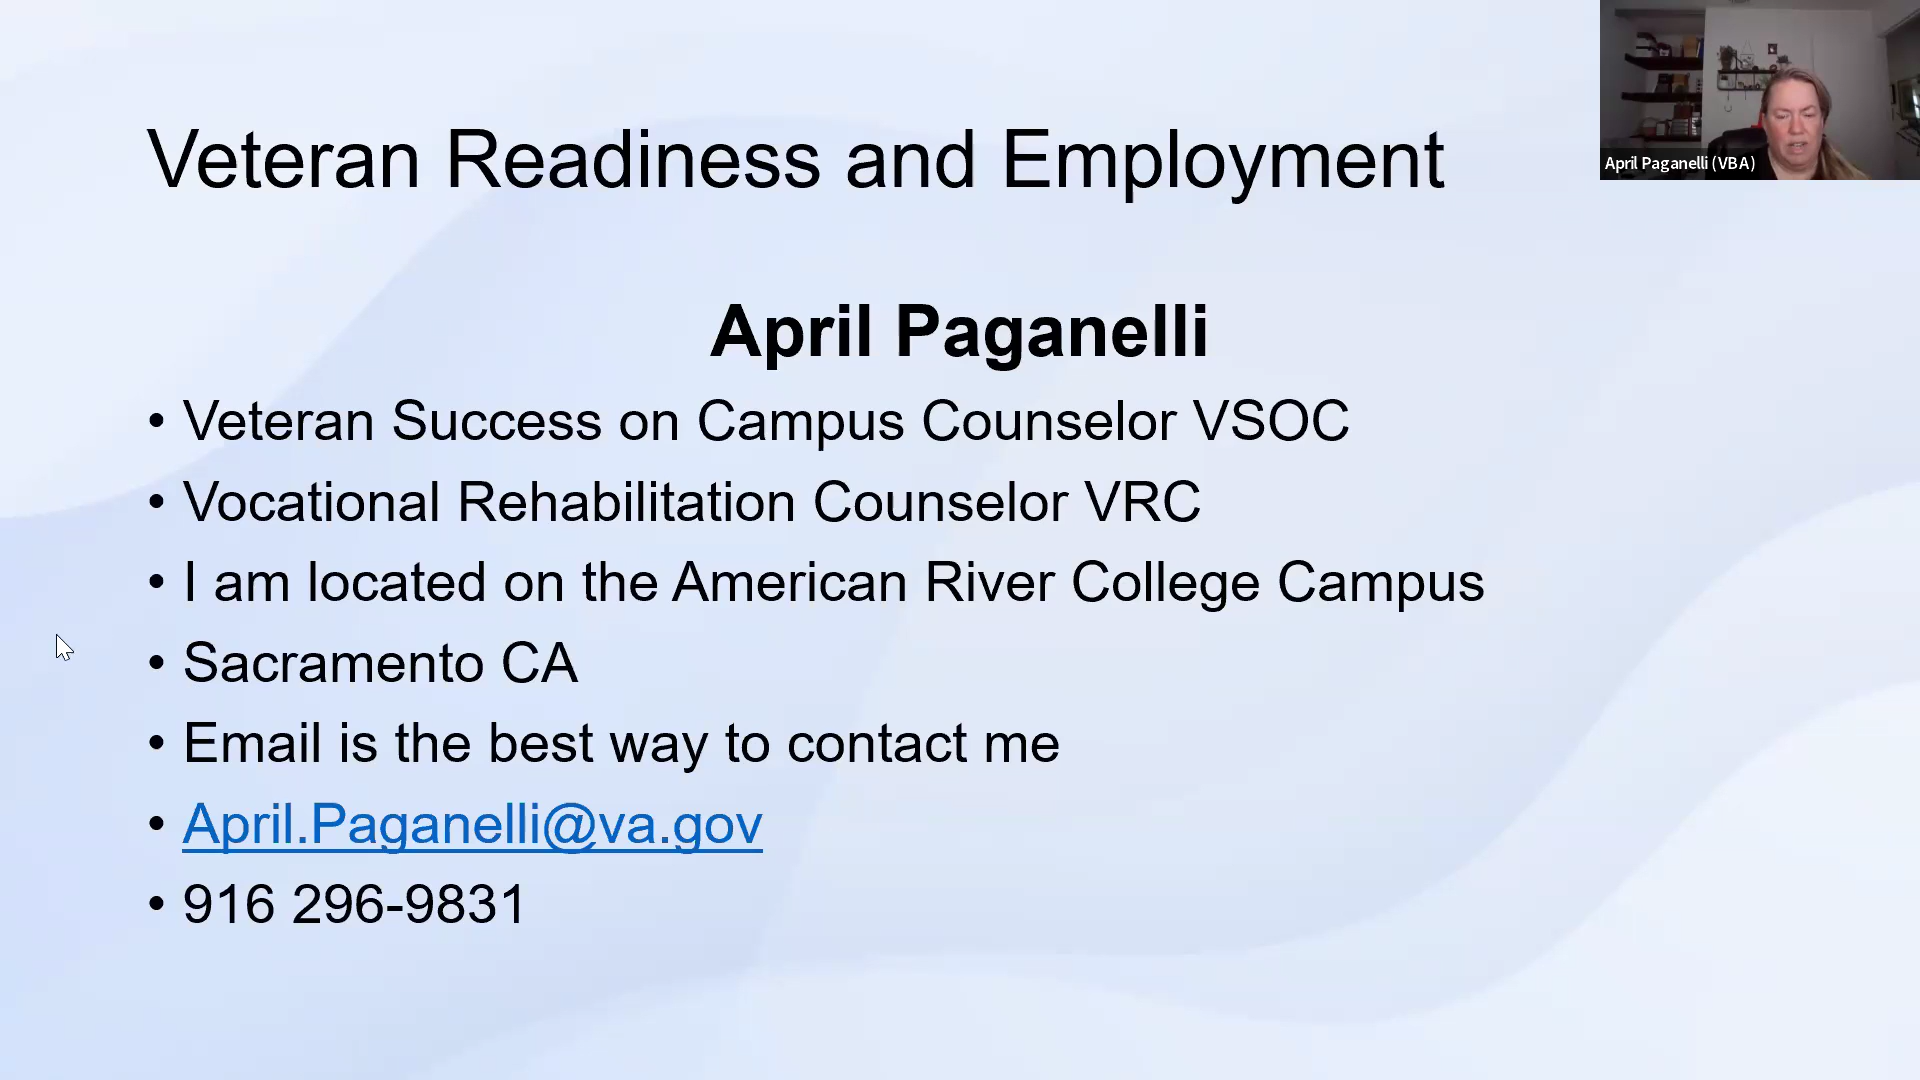 Veteran Readiness and Employment
April Paganelli (VBA)
April Paganelli
• Veteran Success on Campus Counselor VSOC
• Vocational Rehabilitation Counselor VRC
• I am located on the American River College Campus
• Sacramento CA
• Email is the best way to contact me
• April.Paganelli@va.gov
• 916 296-9831